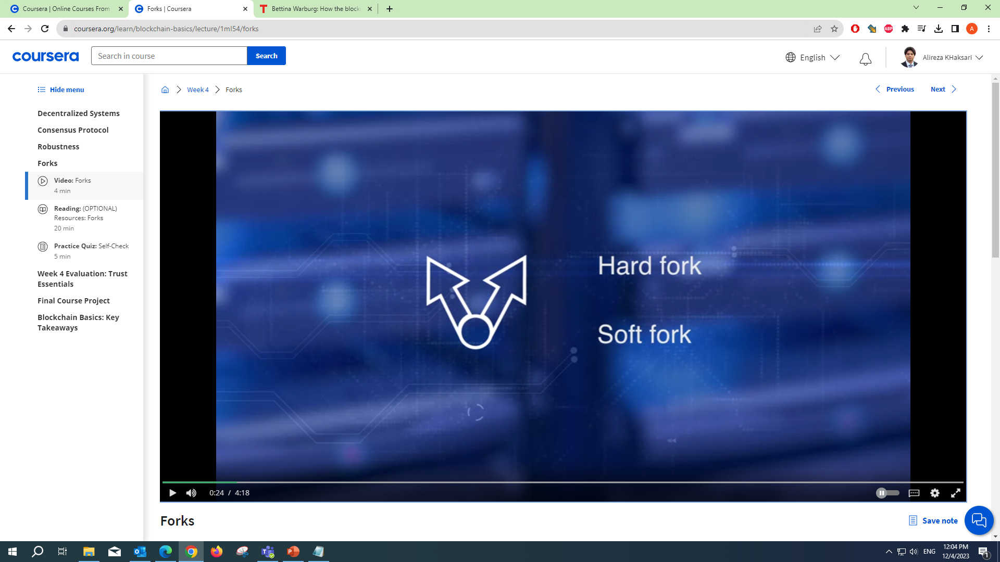 Coursera | Online Courses From
Forks | Coursera
Bettina Warburg: How the block
coursera.org/learn/blockchain-basics/lecture/1ml54/forks
ABP
A
coursera
Search in course
Search
English
Alireza KHaksari
Hide menu
Week 4
Forks
Previous
Next
Decentralized Systems
Consensus Protocol
Robustness
Forks
Video: Forks
4 min
Reading: (OPTIONAL)
Resources: Forks
20 min
Practice Quiz: Self-Check
5 min
Week 4 Evaluation: Trust
Essentials
Final Course Project
Blockchain Basics: Key
Takeaways
Hard fork
Soft fork
0:24 / 4:18
Forks
Save note
ENG
12:04 PM
12/4/2023
1